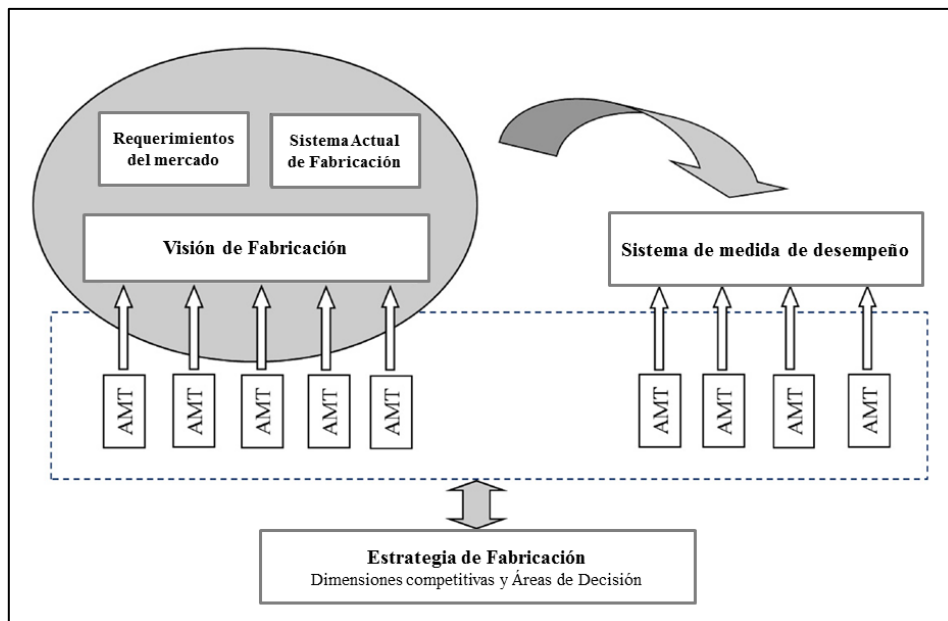 Requerimientos
del mercado
Sistema Actual
de Fabricación
Visión de Fabricación
Sistema de medida de desempeño
AMT
AMT
AMT
AMT
AMT
AMT
AMT
AMT
AMT
Estrategia de Fabricación
Dimensiones competitivas y Áreas de Decisión